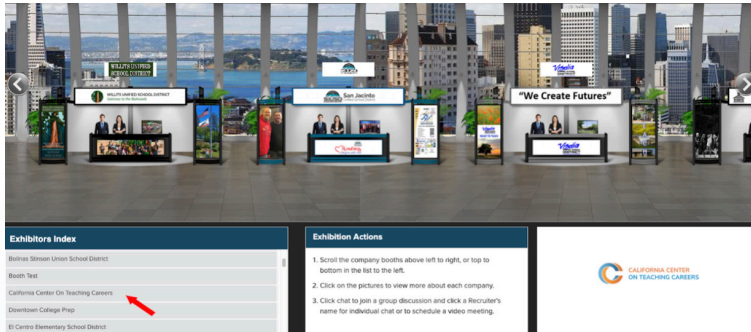 WILLITS UNIFIED
SCHOOL DISTRICT
WILLITS UNIFIED SCHOOL DISTRICT
San Jacinto
Visalia
"We Create Futures"
Visalia
Exhibitors Index
Bolinas Stinson Union School District
Booth Test
California Center On Teaching Careers
Downtown College Prep
El Centro Elementary School District
Exhibition Actions
1. Scroll the company booths above left to right, or top to
bottom in the list to the left.
2. Click on the pictures to view more about each company.
3. Click chat to join a group discussion and click a Recruiter's
name for individual chat or to schedule a video meeting.
CALIFORNIA CENTER
ON TEACHING CAREERS